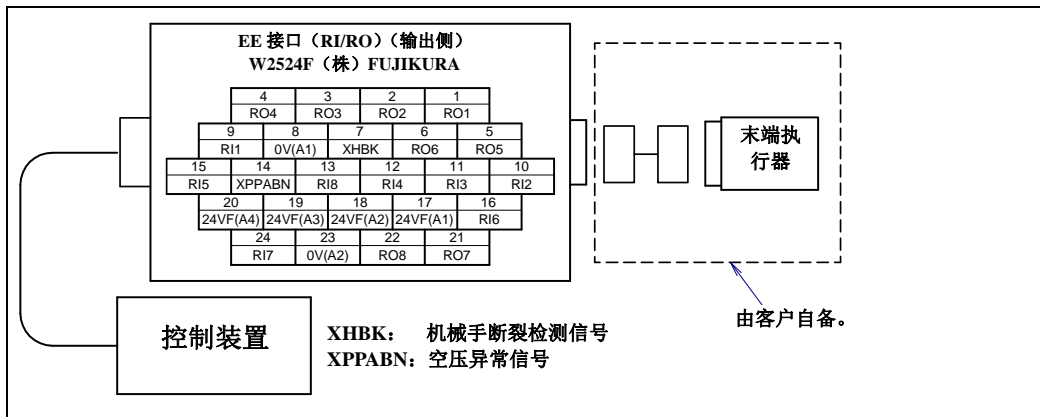 EE 接口（RI/RO）（输出侧）
W2524F（株）FUJIKURA
4 3 2 1
RO4 RO3 RO2 RO1
9 8 7 6 5
RI1 0V(A1) XHBK RO6 RO5
15 14 13 12 11 10
RI5 XPPABN RI8 RI4 RI3 RI2
20 19 18 17 16
24VF(A4) 24VF(A3) 24VF(A2) 24VF(A1) RI6
24 23 22 21
RI7 0V(A2) RO8 RO7
末端执
行器
由客户自备。
控制装置
XHBK： 机械手断裂检测信号
XPPABN：空压异常信号